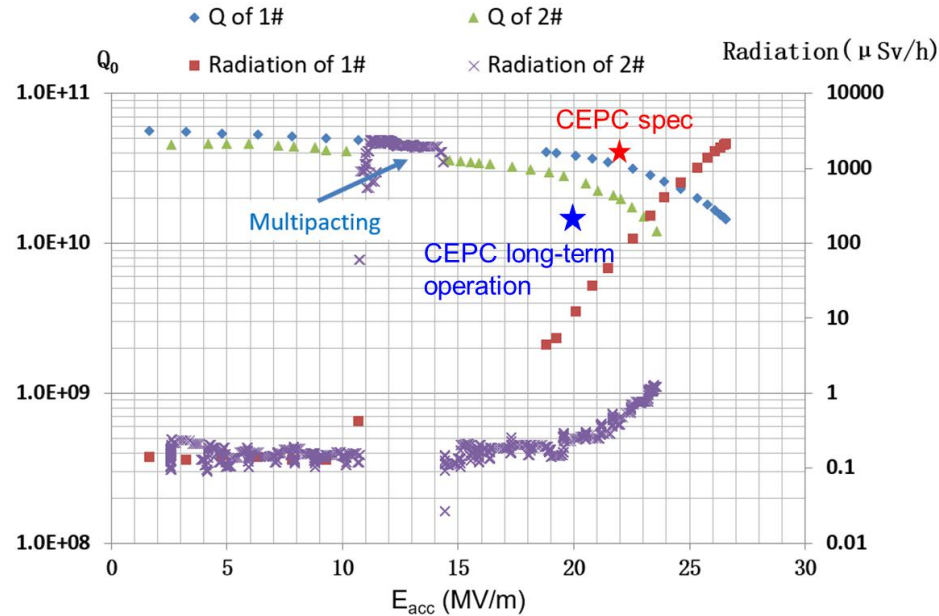 Q of 1# Q of 2#
Radiation of 1# Radiation of 2#
Q0 Radiation(μSv/h)
1.0E+11 10000
CEPC spec
1000
Multipacting
1.0E+10 100
CEPC long-term
operation
10
1.0E+09 1
0.1
1.0E+08 0.01
0 5 10 15 20 25 30
Eacc (MV/m)